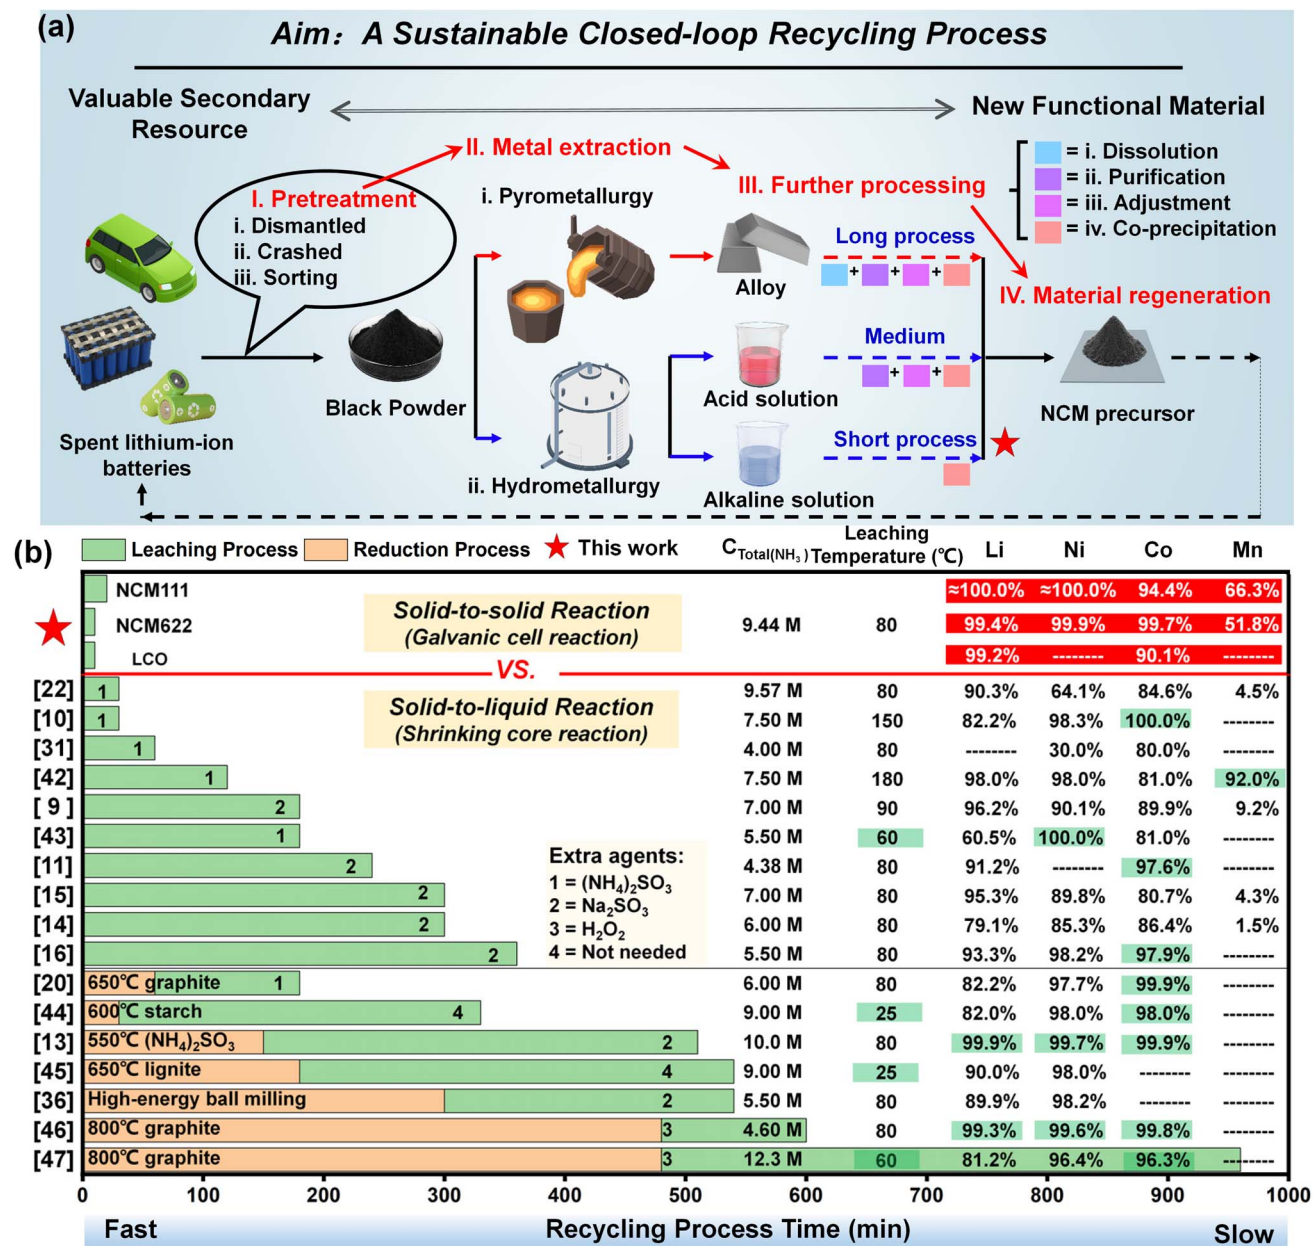 (a)
Aim: A Sustainable Closed-loop Recycling Process
Valuable Secondary
Resource
New Functional Material
I. Pretreatment
i. Dismantled
ii. Crashed
iii. Sorting
II. Metal extraction
III. Further processing
= i. Dissolution
= ii. Purification
= iii. Adjustment
= iv. Co-precipitation
IV. Material regeneration
i. Pyrometallurgy
Alloy
Long process
+ + +
Black Powder
Spent lithium-ion
batteries
ii. Hydrometallurgy
Acid solution
Medium
+ +
Alkaline solution
Short process
NCM precursor
(b)
Leaching Process Reduction Process This work
C Total(NH3) Leaching Temperature (℃) Li Ni Co Mn
NCM111 ≈100.0% ≈100.0% 94.4% 66.3%
NCM622 9.44 M 80 99.4% 99.9% 99.7% 51.8%
LCO 99.2% -------- 90.1% --------
Solid-to-solid Reaction
(Galvanic cell reaction)
VS.
Solid-to-liquid Reaction
(Shrinking core reaction)
[22] 1 9.57 M 80 90.3% 64.1% 84.6% 4.5%
[10] 1 7.50 M 150 82.2% 98.3% 100.0% --------
[31] 1 4.00 M 80 -------- 30.0% 80.0% --------
[42] 1 7.50 M 180 98.0% 98.0% 81.0% 92.0%
[ 9 ] 2 7.00 M 90 96.2% 90.1% 89.9% 9.2%
[43] 1 5.50 M 60 60.5% 100.0% 81.0% --------
[11] 2 4.38 M 80 91.2% -------- 97.6% --------
[15] 2 7.00 M 80 95.3% 89.8% 80.7% 4.3%
[14] 2 6.00 M 80 79.1% 85.3% 86.4% 1.5%
[16] 2 5.50 M 80 93.3% 98.2% 97.9% --------
Extra agents:
1 = (NH4)2SO3
2 = Na2SO3
3 = H2O2
4 = Not needed
[20] 650℃ graphite 1 6.00 M 80 82.2% 97.7% 99.9% --------
[44] 600℃ starch 4 9.00 M 25 82.0% 98.0% 98.0% --------
[13] 550℃ (NH4)2SO3 2 10.0 M 80 99.9% 99.7% 99.9% --------
[45] 650℃ lignite 4 9.00 M 25 90.0% 98.0% -------- --------
[36] High-energy ball milling 2 5.50 M 80 89.9% 98.2% -------- --------
[46] 800℃ graphite 3 4.60 M 80 99.3% 99.6% 99.8% --------
[47] 800℃ graphite 3 12.3 M 60 81.2% 96.4% 96.3% --------
0 100 200 300 400 500 600 700 800 900 1000
Fast Recycling Process Time (min) Slow